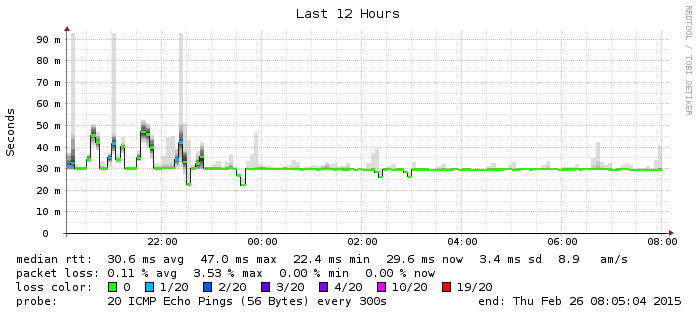 Last 12 Hours
RRDTOOL / TOBI OETIKER
Seconds
90 m
80 m
70 m
60 m
50 m
40 m
30 m
20 m
10 m
0
22:00 00:00 02:00 04:00 06:00 08:00
median rtt: 30.6 ms avg 47.0 ms max 22.4 ms min 29.6 ms now 3.4 ms sd 8.9 am/s
packet loss: 0.11 % avg 3.53 % max 0.00 % min 0.00 % now
loss color: 0 1/20 2/20 3/20 4/20 10/20 19/20
probe: 20 ICMP Echo Pings (56 Bytes) every 300s end: Thu Feb 26 08:05:04 2015